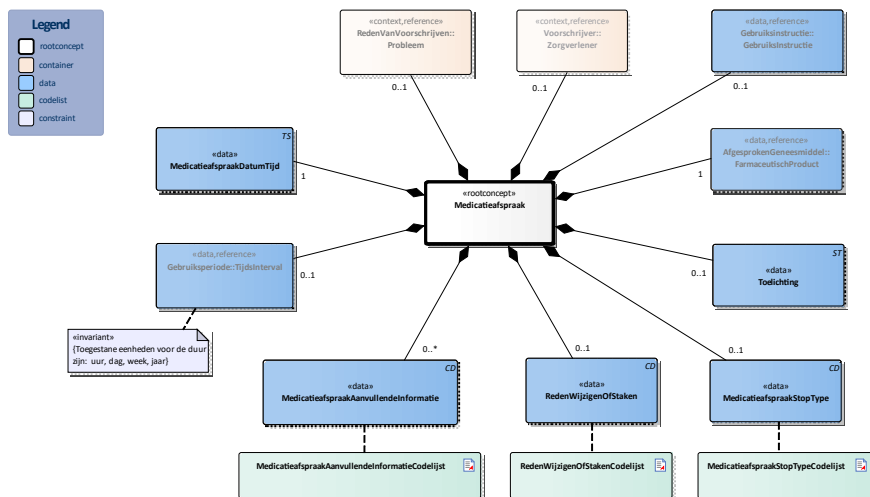 Legend
rootconcept
container
data
codelist
constraint
«context,reference»
RedenVanVoorschrijven::
Probleem
0..1
«context,reference»
Voorschrijver::
Zorgverlener
0..1
«data,reference»
Gebruiksinstructie::
GebruiksInstructie
0..1
TS
«data»
MedicatieafspraakDatumTijd
1
«data,reference»
AfgesprokenGeneesmiddel::
FarmaceutischProduct
1
«rootconcept»
Medicatieafspraak
«data,reference»
Gebruiksperiode::TijdsInterval
0..1
ST
«data»
Toelichting
0..1
«invariant»
{Toegestane eenheden voor de duur
zijn: uur, dag, week, jaar}
0..*
CD
«data»
MedicatieafspraakAanvullendeInformatie
0..1
CD
«data»
RedenWijzigenOfStaken
0..1
CD
«data»
MedicatieafspraakStopType
MedicatieafspraakAanvullendeInformatieCodelijst
RedenWijzigenOfStakenCodelijst
MedicatieafspraakStopTypeCodelijst